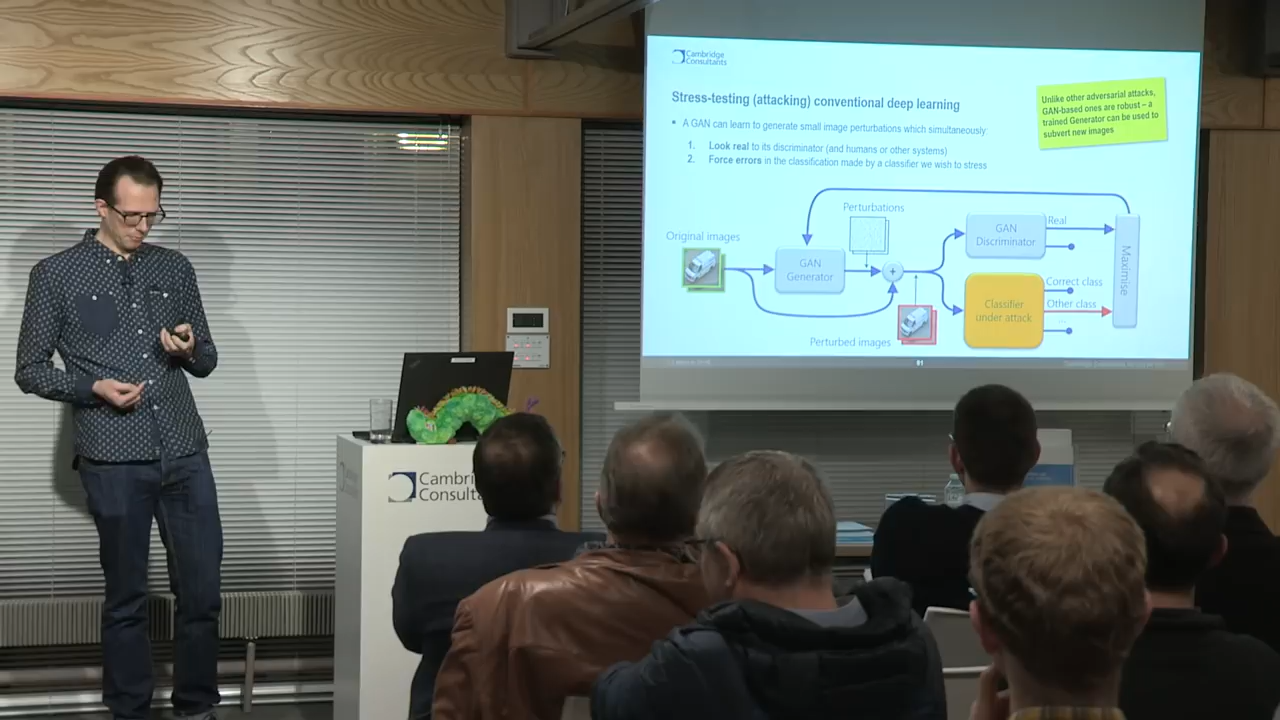 Cambridge
Consultants
Stress-testing (attacking) conventional deep learning
Unlike other adversarial attacks,
GAN-based ones are robust – a
trained Generator can be used to
subvert new images
▪ A GAN can learn to generate small image perturbations which simultaneously:
1. Look real to its discriminator (and humans or other systems)
2. Force errors in the classification made by a classifier we wish to stress
Perturbations
Original images
GAN
Generator
+
GAN
Discriminator
Real
Maximise
Correct class
Other class
...
Classifier
under attack
Perturbed images
Cambri
Consulta